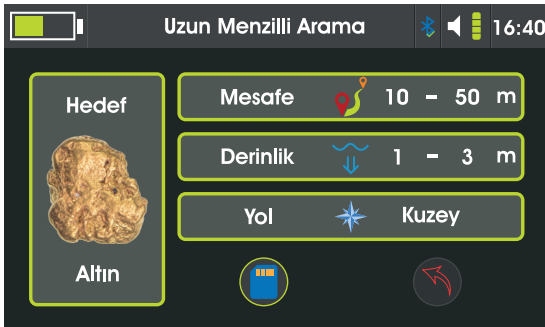 Uzun Menzilli Arama 16:40
Hedef
Altın
Mesafe 10 - 50 m
Derinlik 1 - 3 m
Yol Kuzey